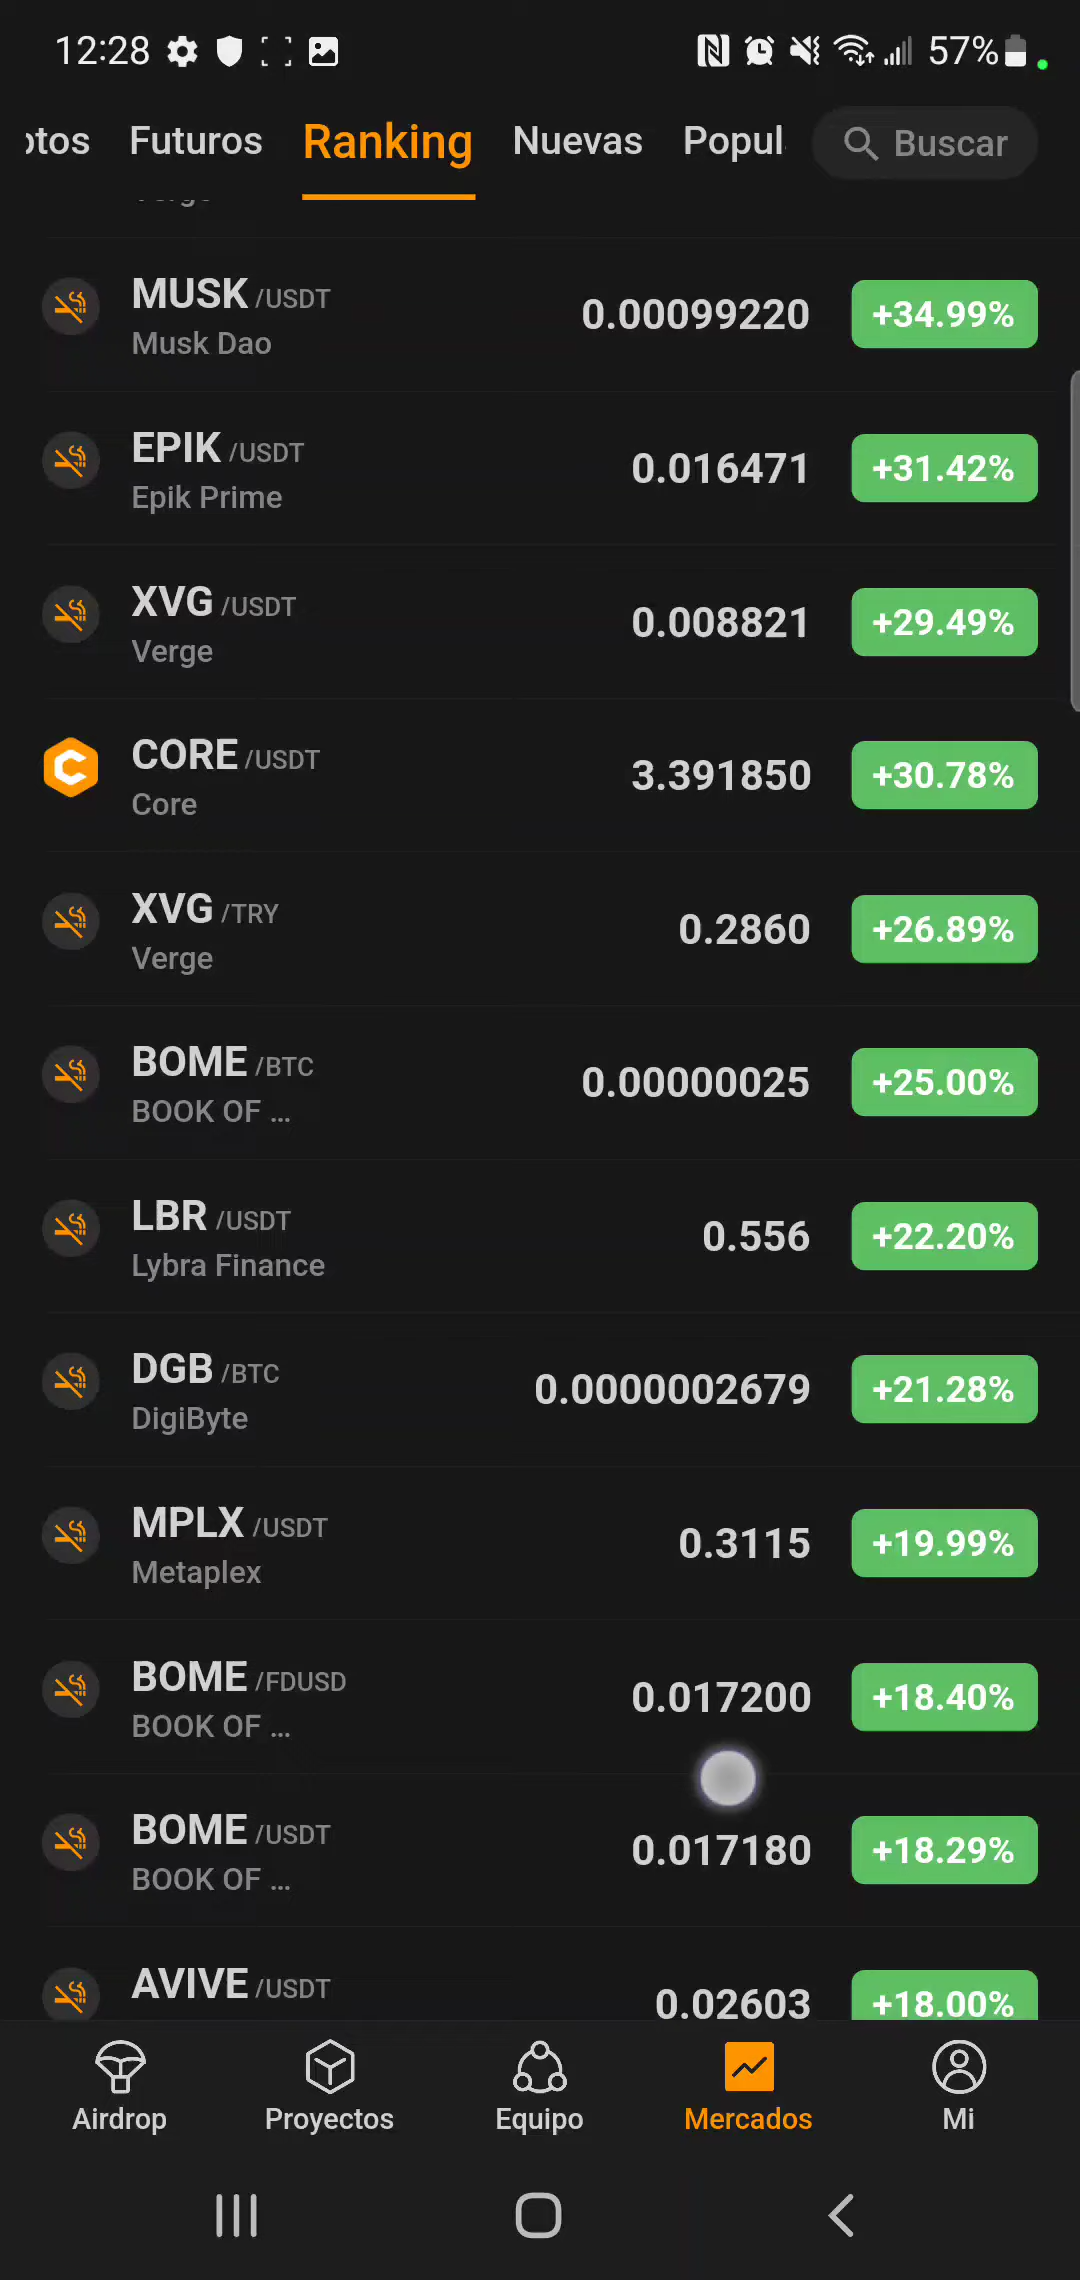 12:28 57%
Futuros Ranking Nuevas Popul Buscar
MUSK /USDT 0.00099220 +34.99%
Musk Dao
EPIK /USDT 0.016471 +31.42%
Epik Prime
XVG /USDT 0.008821 +29.49%
Verge
CORE /USDT 3.391850 +30.78%
Core
XVG /TRY 0.2860 +26.89%
Verge
BOME /BTC 0.00000025 +25.00%
BOOK OF ...
LBR /USDT 0.556 +22.20%
Lybra Finance
DGB /BTC 0.0000002679 +21.28%
DigiByte
MPLX /USDT 0.3115 +19.99%
Metaplex
BOME /FDUSD 0.017200 +18.40%
BOOK OF ...
BOME /USDT 0.017180 +18.29%
BOOK OF ...
AVIVE /USDT 0.02603 +18.00%
Airdrop Proyectos Equipo Mercados Mi